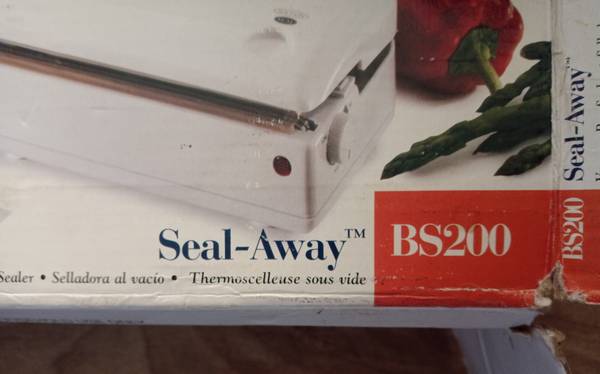 Seal-Away™
BS200
Sealer • Selladora al vacío • Thermoscelleuse sous vide
Seal-Away™
BS200